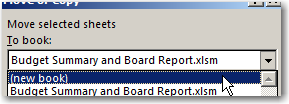 Move or Copy
Move selected sheets
To book:
Budget Summary and Board Report.xlsm
(new book)
Budget Summary and Board Report.xlsm